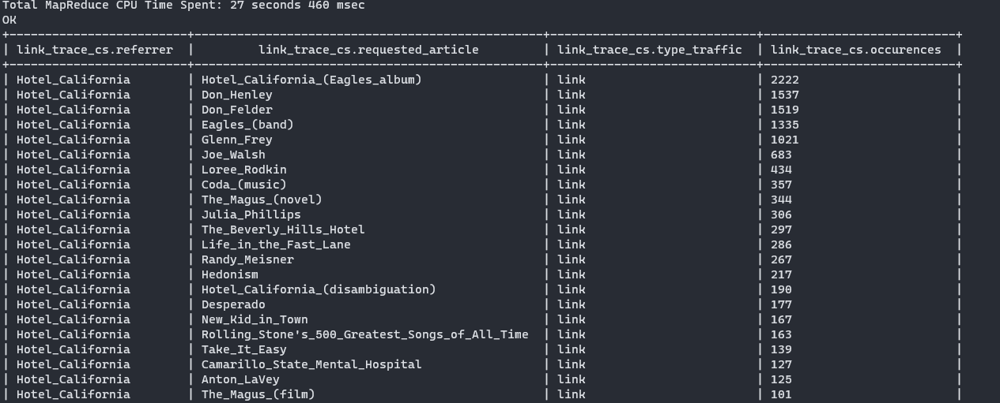 Total MapReduce CPU Time Spent: 27 seconds 460 msec
OK
+-------------------------+-------------------------------------------------+-----------------------------+---------------------------+
| link_trace_cs.referrer  |         link_trace_cs.requested_article         | link_trace_cs.type_traffic  | link_trace_cs.occurences  |
+-------------------------+-------------------------------------------------+-----------------------------+---------------------------+
| Hotel_California        | Hotel_California_(Eagles_album)                 | link                        | 2222                      |
| Hotel_California        | Don_Henley                                      | link                        | 1537                      |
| Hotel_California        | Don_Felder                                      | link                        | 1519                      |
| Hotel_California        | Eagles_(band)                                   | link                        | 1335                      |
| Hotel_California        | Glenn_Frey                                      | link                        | 1021                      |
| Hotel_California        | Joe_Walsh                                       | link                        | 683                       |
| Hotel_California        | Loree_Rodkin                                    | link                        | 434                       |
| Hotel_California        | Coda_(music)                                    | link                        | 357                       |
| Hotel_California        | The_Magus_(novel)                               | link                        | 344                       |
| Hotel_California        | Julia_Phillips                                  | link                        | 306                       |
| Hotel_California        | The_Beverly_Hills_Hotel                         | link                        | 297                       |
| Hotel_California        | Life_in_the_Fast_Lane                           | link                        | 286                       |
| Hotel_California        | Randy_Meisner                                   | link                        | 267                       |
| Hotel_California        | Hedonism                                        | link                        | 217                       |
| Hotel_California        | Hotel_California_(disambiguation)               | link                        | 190                       |
| Hotel_California        | Desperado                                       | link                        | 177                       |
| Hotel_California        | New_Kid_in_Town                                 | link                        | 167                       |
| Hotel_California        | Rolling_Stone's_500_Greatest_Songs_of_All_Time  | link                        | 163                       |
| Hotel_California        | Take_It_Easy                                    | link                        | 139                       |
| Hotel_California        | Camarillo_State_Mental_Hospital                 | link                        | 127                       |
| Hotel_California        | Anton_LaVey                                     | link                        | 125                       |
| Hotel_California        | The_Magus_(film)                                | link                        | 101                       |